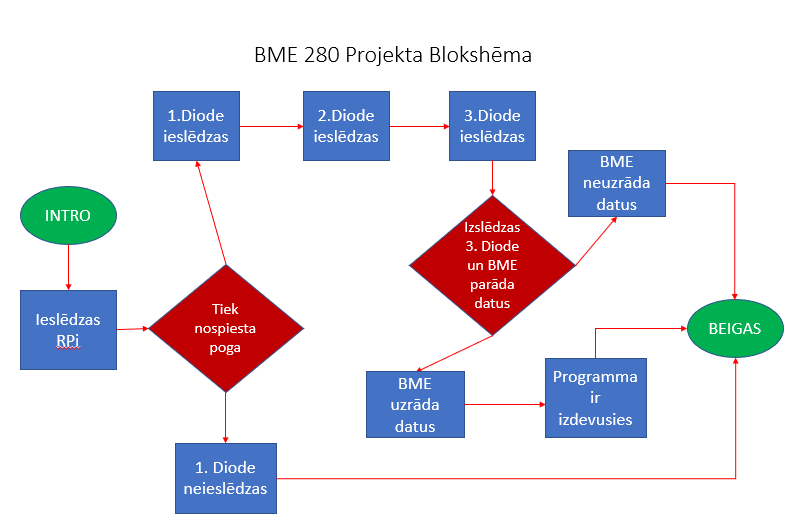 BME 280 Projekta Blokshēma
1.Diode
ieslēdzas
2.Diode
ieslēdzas
3.Diode
ieslēdzas
BME
neuzrāda
datus
INTRO
Izslēdzas
3. Diode
un BME
parāda
datus
Ieslēdzas
RPi
Tiek
nospiesta
poga
BEIGAS
BME
uzrāda
datus
Programma
ir
izdevusies
1. Diode
neieslēdzas